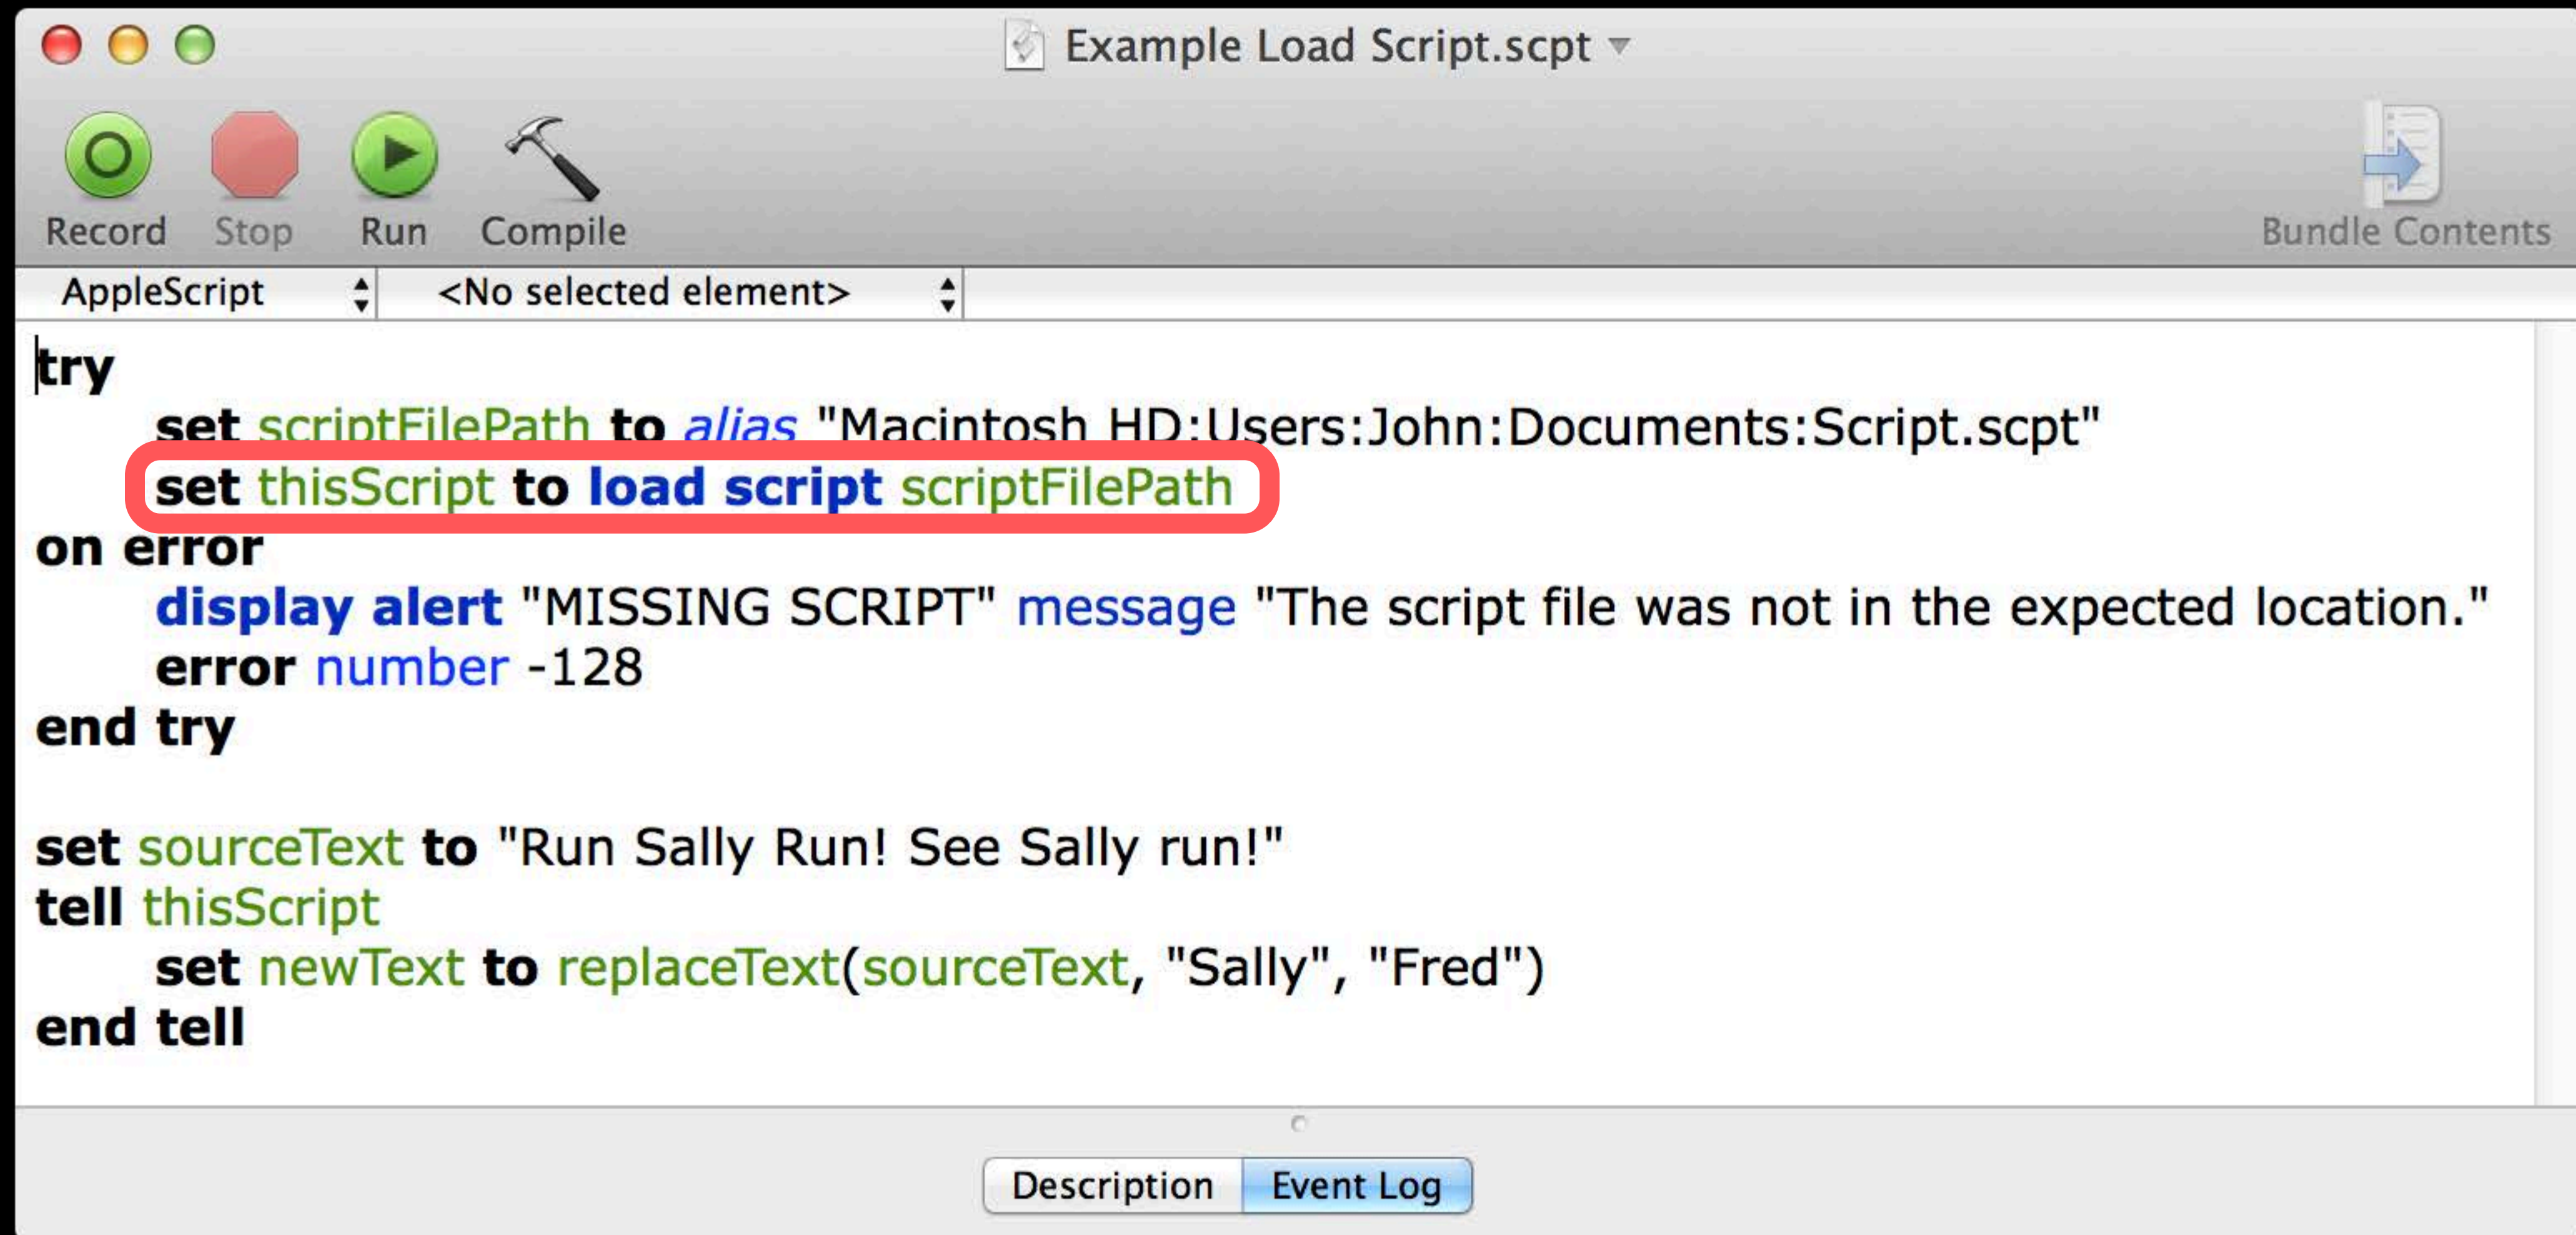 Example Load Script.scpt
Record Stop Run Compile Bundle Contents
AppleScript <No selected element>
try
set scriptFilePath to alias "Macintosh HD:Users:John:Documents:Script.scpt"
set thisScript to load script scriptFilePath
on error
display alert "MISSING SCRIPT" message "The script file was not in the expected location."
error number -128
end try
set sourceText to "Run Sally Run! See Sally run!"
tell thisScript
set newText to replaceText(sourceText, "Sally", "Fred")
end tell
Description Event Log